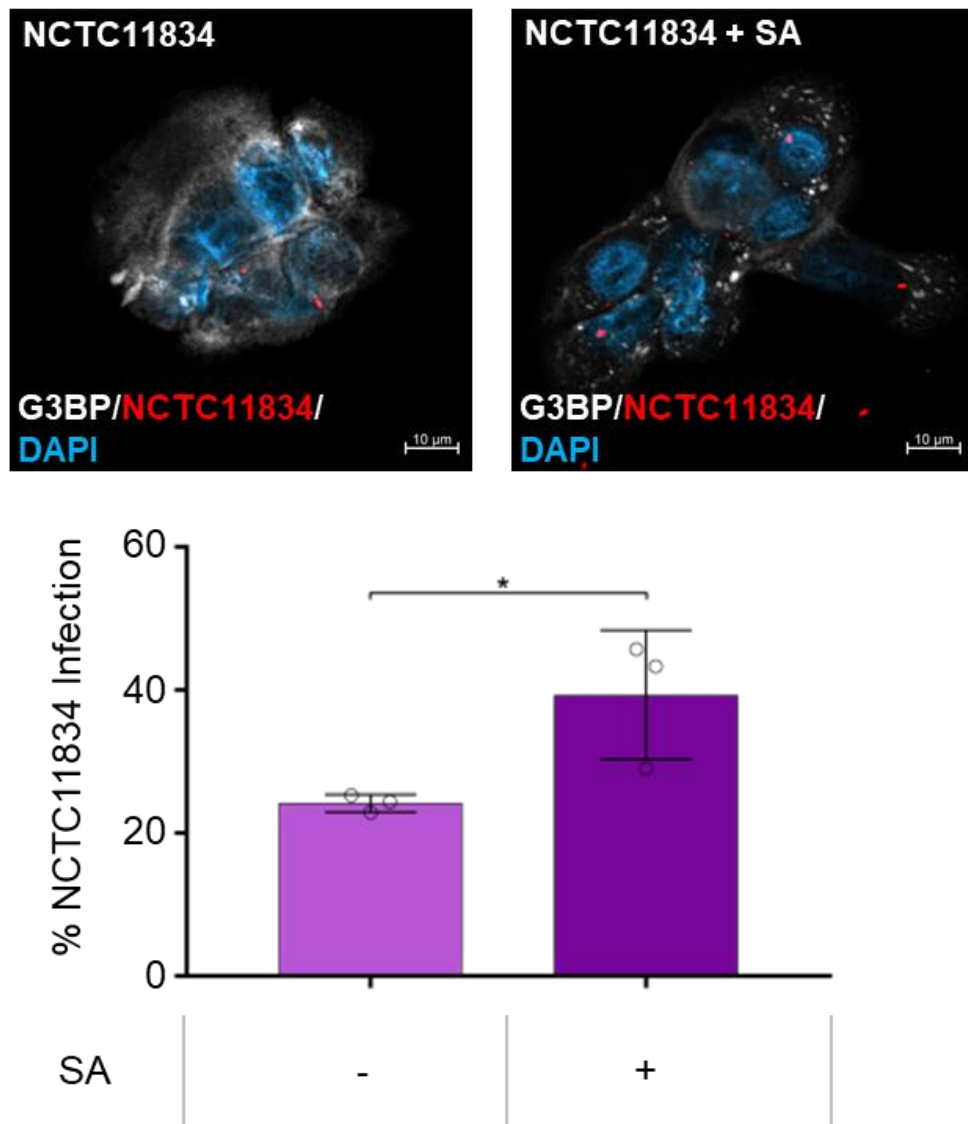 NCTC11834
NCTC11834 + SA
G3BP/NCTC11834/
DAPI
10 µm
G3BP/NCTC11834/
DAPI
10 µm
% NCTC11834 Infection
60
40
20
0
*
SA
-
+